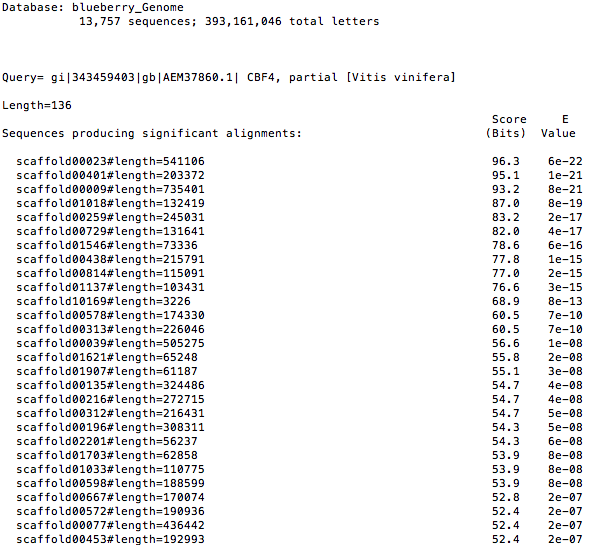 Database: blueberry_Genome
13,757 sequences; 393,161,046 total letters
Query= gi|343459403|gb|AEM37860.1| CBF4, partial [Vitis vinifera]
Length=136
Score E
Sequences producing significant alignments: (Bits) Value
scaffold00023#length=541106 96.3 6e-22
scaffold00401#length=203372 95.1 1e-21
scaffold00009#length=735401 93.2 8e-21
scaffold01018#length=132419 87.0 8e-19
scaffold00259#length=245031 83.2 2e-17
scaffold00729#length=131641 82.0 4e-17
scaffold01546#length=73336 78.6 6e-16
scaffold00438#length=215791 77.8 1e-15
scaffold00814#length=115091 77.0 2e-15
scaffold01137#length=103431 76.6 3e-15
scaffold10169#length=3226 68.9 8e-13
scaffold00578#length=174330 60.5 7e-10
scaffold00313#length=226046 60.5 7e-10
scaffold00039#length=505275 56.6 1e-08
scaffold01621#length=65248 55.8 2e-08
scaffold01907#length=61187 55.1 3e-08
scaffold00135#length=324486 54.7 4e-08
scaffold00216#length=272715 54.7 4e-08
scaffold00312#length=216431 54.7 5e-08
scaffold00196#length=308311 54.3 5e-08
scaffold02201#length=56237 54.3 6e-08
scaffold01703#length=62858 53.9 8e-08
scaffold01033#length=110775 53.9 8e-08
scaffold00598#length=188599 53.9 8e-08
scaffold00667#length=170074 52.8 2e-07
scaffold00572#length=190936 52.4 2e-07
scaffold00077#length=436442 52.4 2e-07
scaffold00453#length=192993 52.4 2e-07